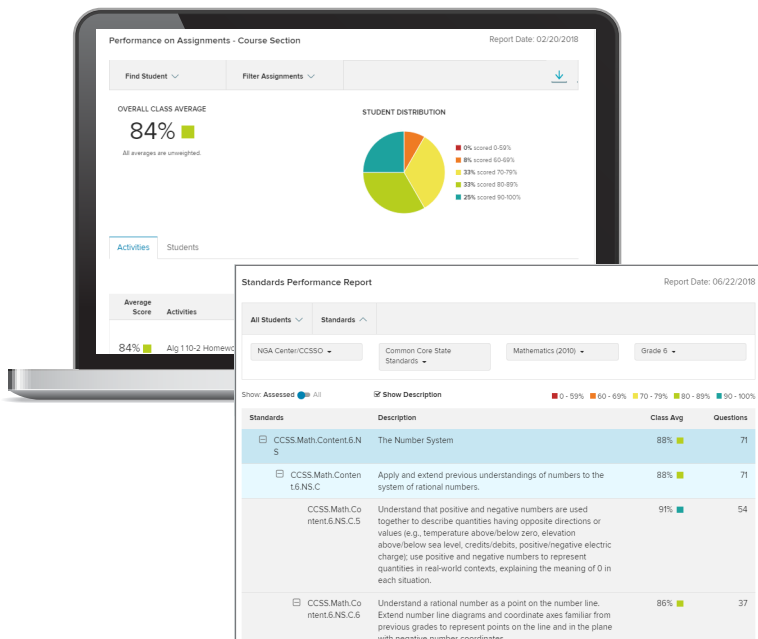 Performance on Assignments - Course Section
Report Date: 02/20/2018
Find Student
Filter Assignments
OVERALL CLASS AVERAGE
84%
All averages are unweighted.
STUDENT DISTRIBUTION
0% scored 0-59%
8% scored 60-69%
33% scored 70-79%
33% scored 80-89%
25% scored 90-100%
Activities Students
Average
Score Activities
84% Alg 1 10-2 Homewo
Standards Performance Report
Report Date: 06/22/2018
All Students Standards
NGA Center/CCSSO
Common Core State
Standards
Mathematics (2010)
Grade 6
Show: Assessed All
Show Description
0 - 59% 60 - 69% 70 - 79% 80 - 89% 90 - 100%
Standards Description Class Avg Questions
CCSS.Math.Content.6.N
S
The Number System
88% 71
CCSS.Math.Conten
t.6.NS.C
Apply and extend previous understandings of numbers to the
system of rational numbers.
88% 71
CCSS.Math.Co
ntent.6.NS.C.5
Understand that positive and negative numbers are used
together to describe quantities having opposite directions or
values (e.g., temperature above/below zero, elevation
above/below sea level, credits/debits, positive/negative electric
charge); use positive and negative numbers to represent
quantities in real-world contexts, explaining the meaning of 0 in
each situation.
91% 54
CCSS.Math.Co
ntent.6.NS.C.6
Understand a rational number as a point on the number line.
Extend number line diagrams and coordinate axes familiar from
previous grades to represent points on the line and in the plane
with negative number coordinates.
86% 37